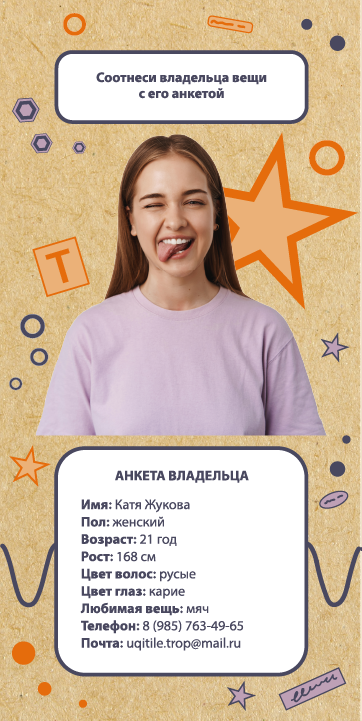 Соотнеси владельца вещи
с его анкетой
Т
АНКЕТА ВЛАДЕЛЬЦА
Имя: Катя Жукова
Пол: женский
Возраст: 21 год
Рост: 168 см
Цвет волос: русые
Цвет глаз: карие
Любимая вещь: мяч
Телефон: 8 (985) 763-49-65
Почта: uqitile.trop@mail.ru